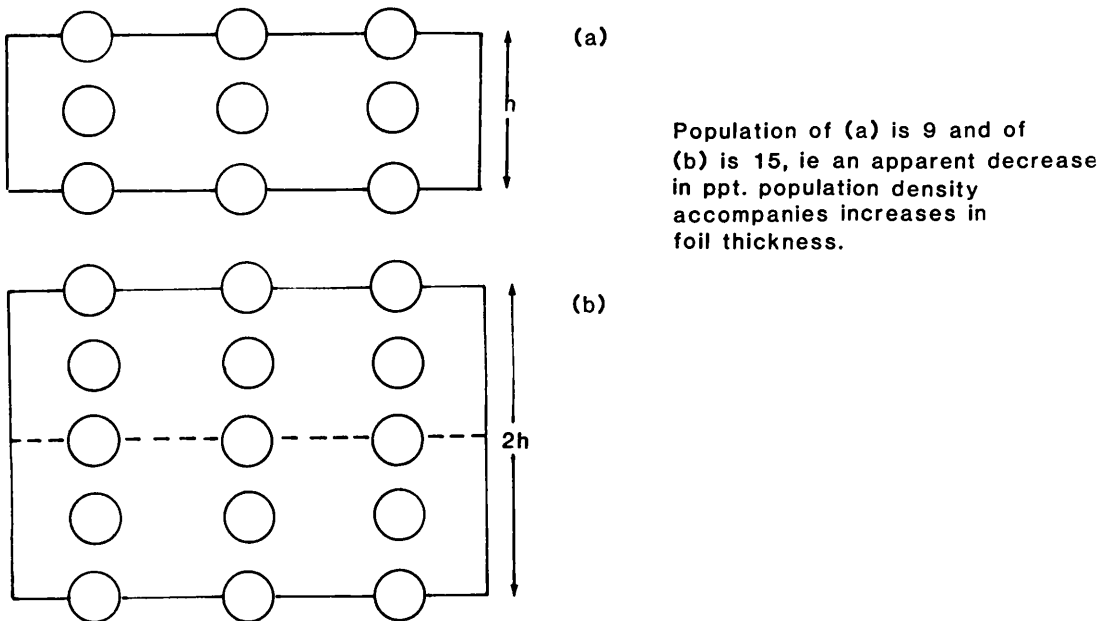 (a)
h
Population of (a) is 9 and of
(b) is 15, ie an apparent decrease
in ppt. population density
accompanies increases in
foil thickness.
(b)
2h